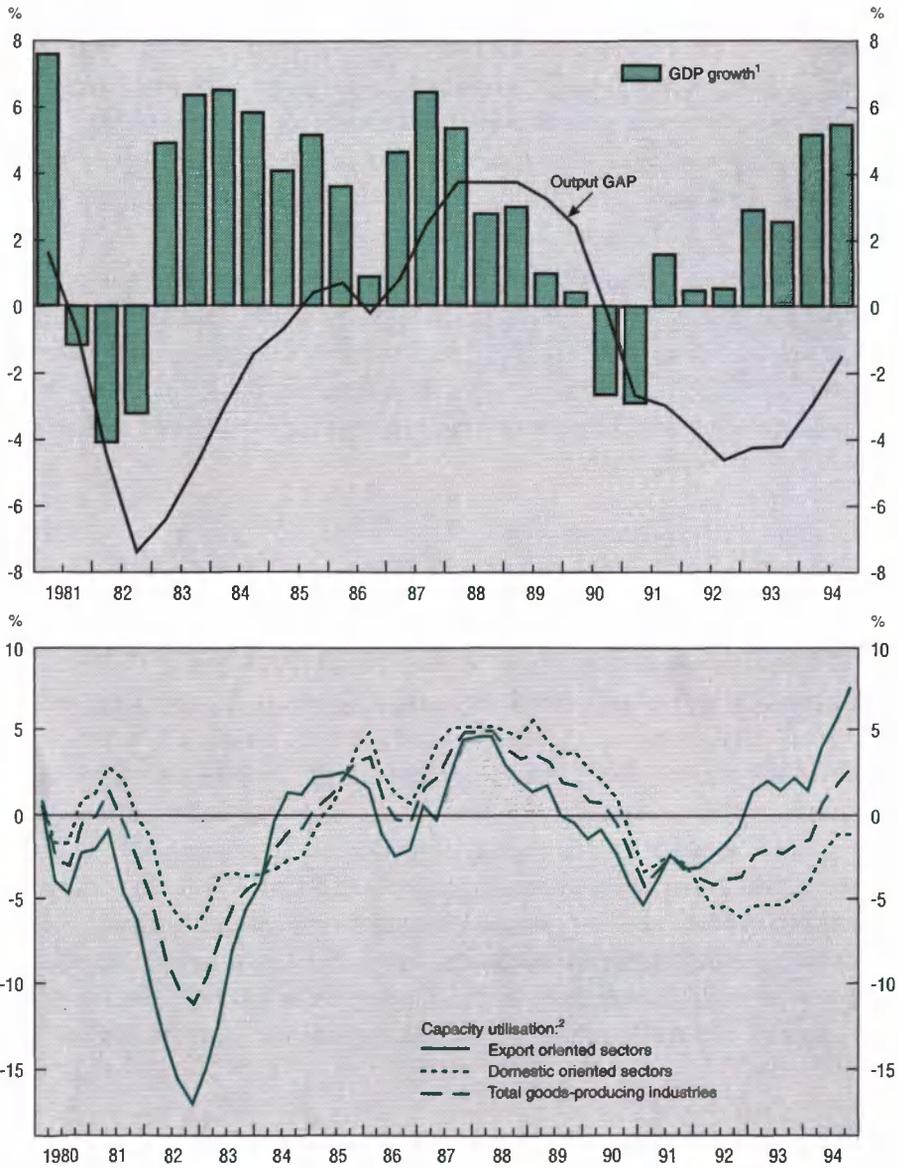 % %
8 8
GDP growth¹
6 6
Output GAP
4 4
2 2
0 0
-2 -2
-4 -4
-6 -6
-8 -8
1981 82 83 84 85 86 87 88 89 90 91 92 93 94
% %
10 10
5 5
0 0
-5 -5
-10 -10
Capacity utilisation:²
Export oriented sectors
-15 Domestic oriented sectors -15
Total goods-producing industries
1980 81 82 83 84 85 86 87 88 89 90 91 92 93 94